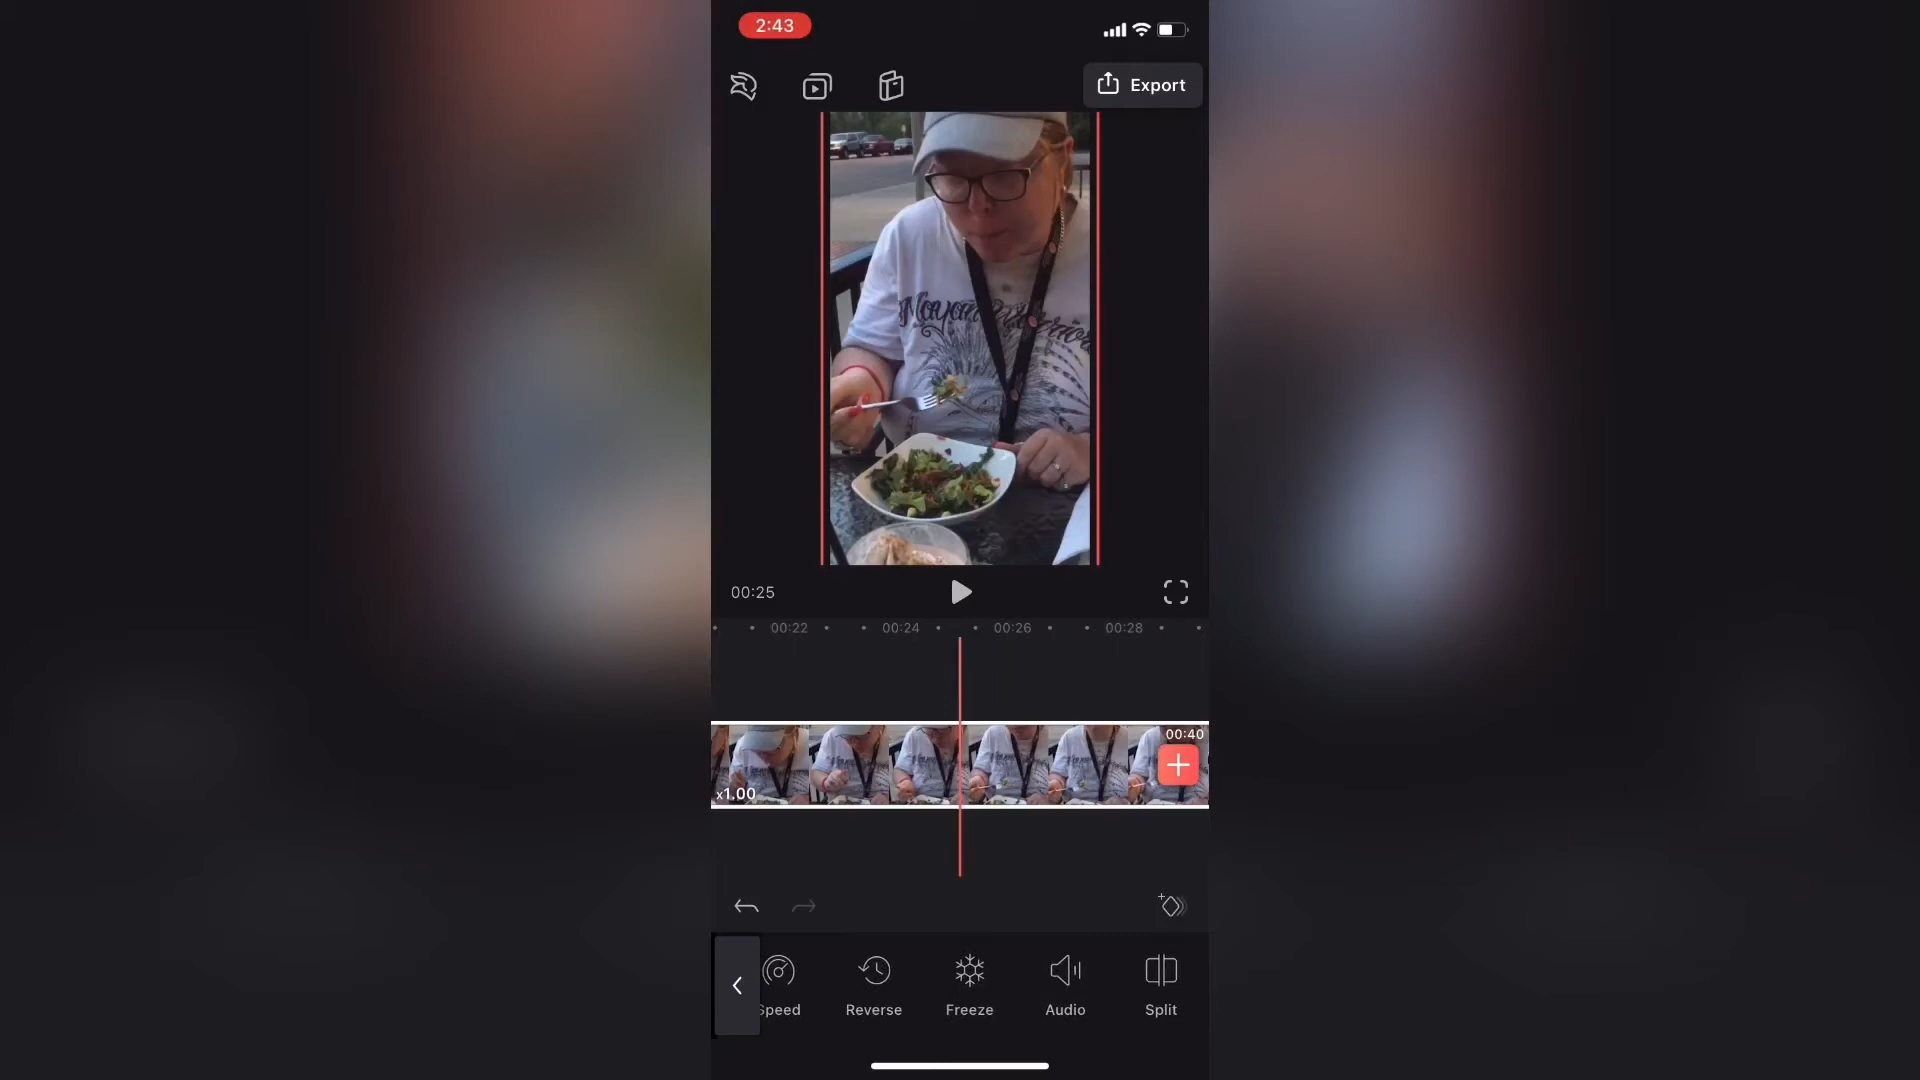 2:43
Export
00:25
00:22
00:24
00:26
00:28
00:40
x1.00
Speed
Reverse
Freeze
Audio
Split